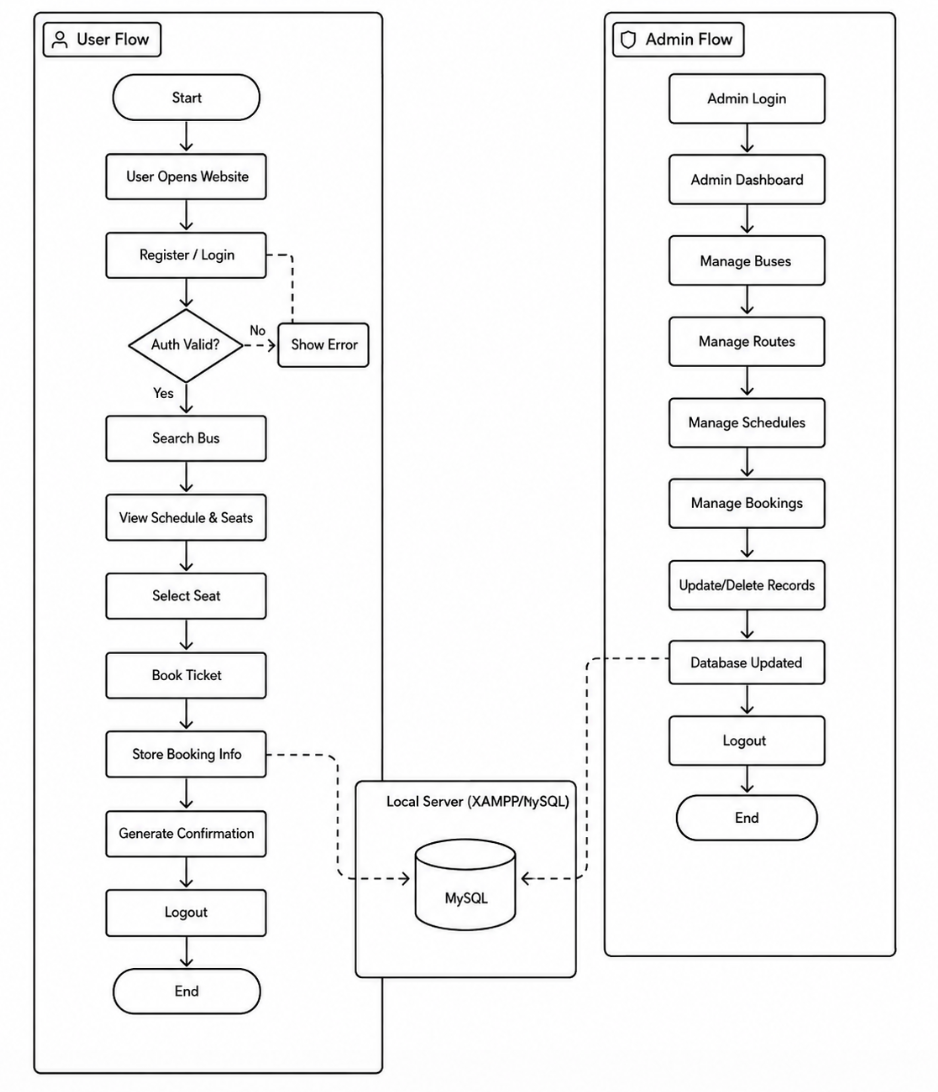 User Flow
Start
User Opens Website
Register / Login
Auth Valid?
No
Show Error
Yes
Search Bus
View Schedule & Seats
Select Seat
Book Ticket
Store Booking Info
Generate Confirmation
Logout
End
Local Server (XAMPP/NySQL)
MySQL
Admin Flow
Admin Login
Admin Dashboard
Manage Buses
Manage Routes
Manage Schedules
Manage Bookings
Update/Delete Records
Database Updated
Logout
End